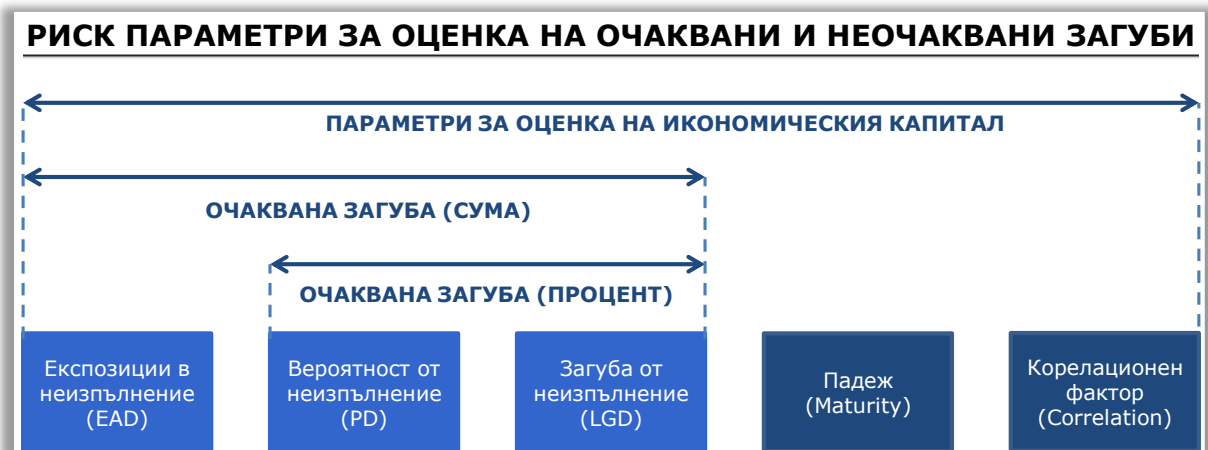 РИСК ПАРАМЕТРИ ЗА ОЦЕНКА НА ОЧАКВАНИ И НЕОЧАКВАНИ ЗАГУБИ
ПАРАМЕТРИ ЗА ОЦЕНКА НА ИКОНОМИЧЕСКИЯ КАПИТАЛ
ОЧАКВАНА ЗАГУБА (СУМА)
ОЧАКВАНА ЗАГУБА (ПРОЦЕНТ)
Експозиции в
неизпълнение
(EAD)
Вероятност от
неизпълнение
(PD)
Загуба от
неизпълнение
(LGD)
Падеж
(Maturity)
Корелационен
фактор
(Correlation)